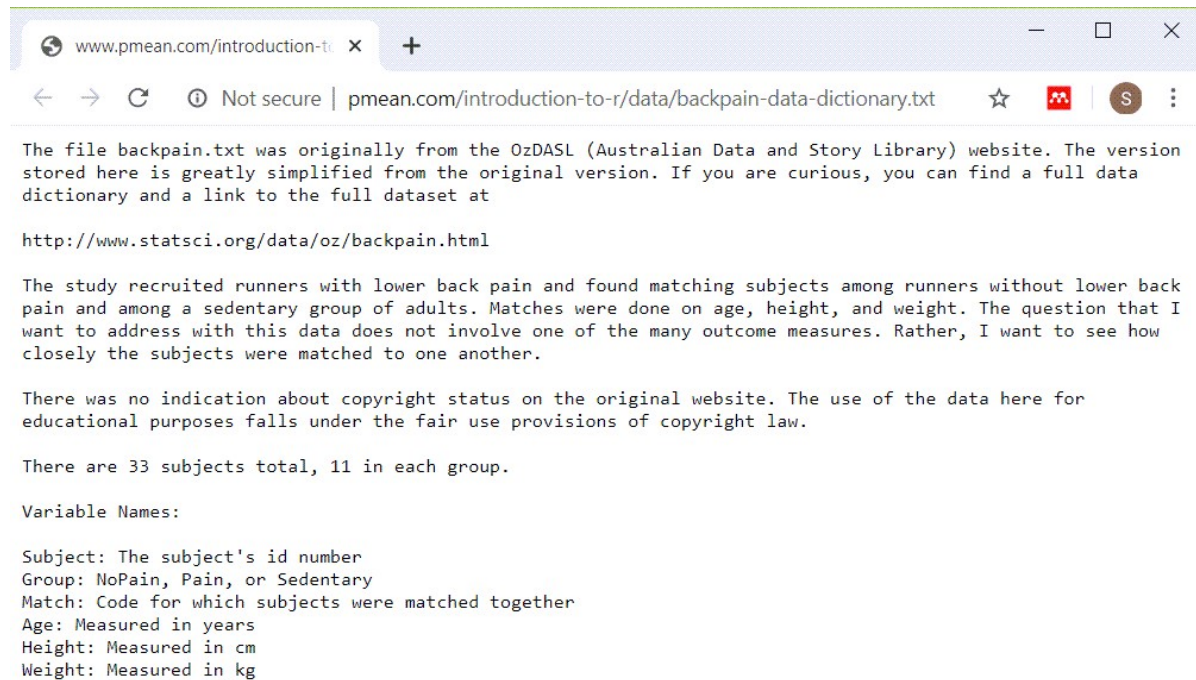 www.pmean.com/introduction-to
Not secure | pmean.com/introduction-to-r/data/backpain-data-dictionary.txt
S
The file backpain.txt was originally from the OzDASL (Australian Data and Story Library) website. The version
stored here is greatly simplified from the original version. If you are curious, you can find a full data
dictionary and a link to the full dataset at
http://www.statsci.org/data/oz/backpain.html
The study recruited runners with lower back pain and found matching subjects among runners without lower back
pain and among a sedentary group of adults. Matches were done on age, height, and weight. The question that I
want to address with this data does not involve one of the many outcome measures. Rather, I want to see how
closely the subjects were matched to one another.
There was no indication about copyright status on the original website. The use of the data here for
educational purposes falls under the fair use provisions of copyright law.
There are 33 subjects total, 11 in each group.
Variable Names:
Subject: The subject's id number
Group: NoPain, Pain, or Sedentary
Match: Code for which subjects were matched together
Age: Measured in years
Height: Measured in cm
Weight: Measured in kg